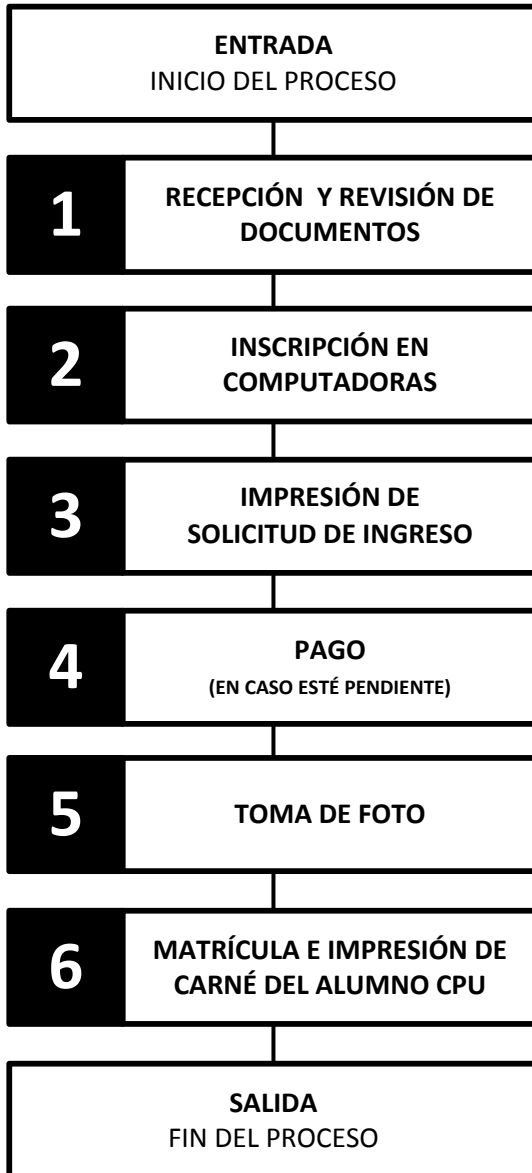 ENTRADA
INICIO DEL PROCESO
1
RECEPCIÓN Y REVISIÓN DE
DOCUMENTOS
2
INSCRIPCIÓN EN
COMPUTADORAS
3
IMPRESIÓN DE
SOLICITUD DE INGRESO
4
PAGO
(EN CASO ESTÉ PENDIENTE)
5
TOMA DE FOTO
6
MATRÍCULA E IMPRESIÓN DE
CARNÉ DEL ALUMNO CPU
SALIDA
FIN DEL PROCESO